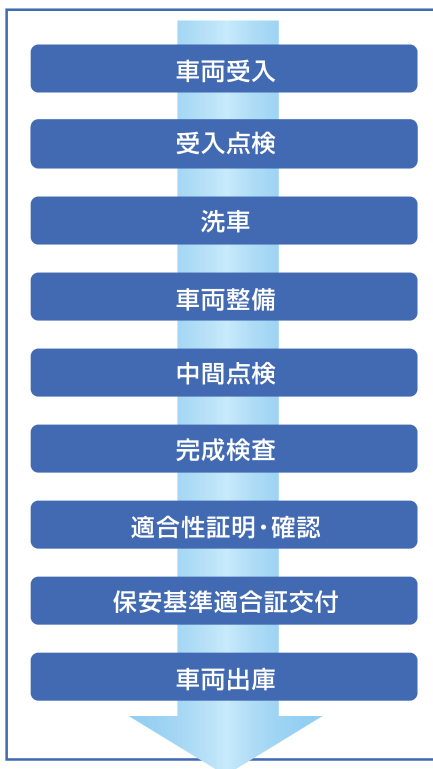 車両受入
受入点検
洗車
車両整備
中間点検
完成検査
適合性証明・確認
保安基準適合証交付
車両出庫